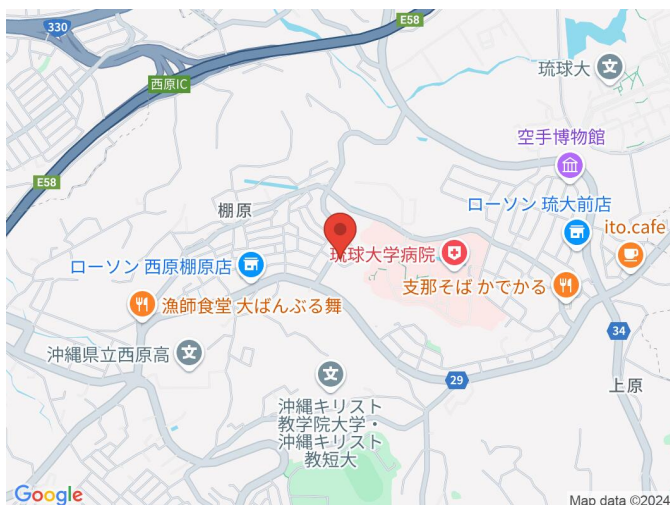 330
E58
西原IC
琉球大
空手博物館
E58
棚原
ローソン 琉大前店
ito.cafe
ローソン 西原棚原店
琉球大学病院
支那そば かでかる
漁師食堂 大ばんぶる舞
34
沖縄県立西原高
29
上原
沖縄キリスト
教学院大学・
沖縄キリスト
教短大
Google
Map data ©2024